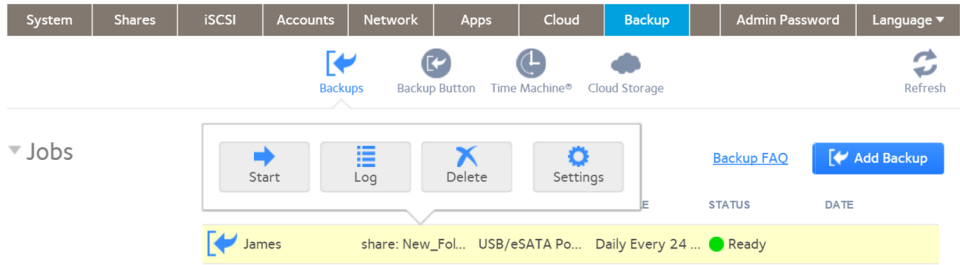 System Shares iSCSI Accounts Network Apps Cloud Backup Admin Password Language
Backups Backup Button Time Machine® Cloud Storage Refresh
Jobs
Start Log Delete Settings
Backup FAQ Add Backup
E STATUS DATE
James share: New_Fol... USB/eSATA Po... Daily Every 24 ... Ready